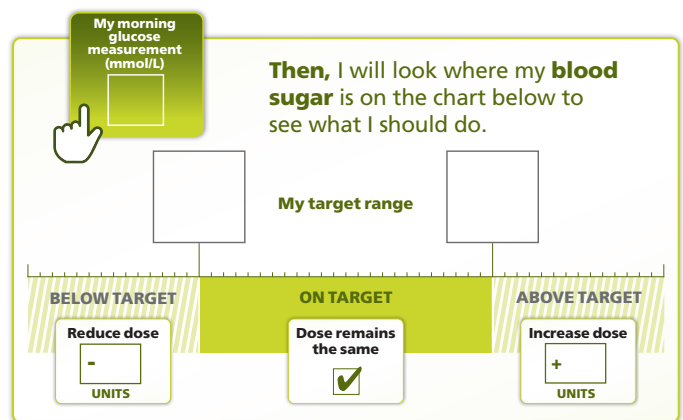 My morning
glucose
measurement
(mmol/L)
Then, I will look where my blood
sugar is on the chart below to
see what I should do.
My target range
BELOW TARGET
ON TARGET
ABOVE TARGET
Reduce dose
-
UNITS
Dose remains
the same
Increase dose
+
UNITS